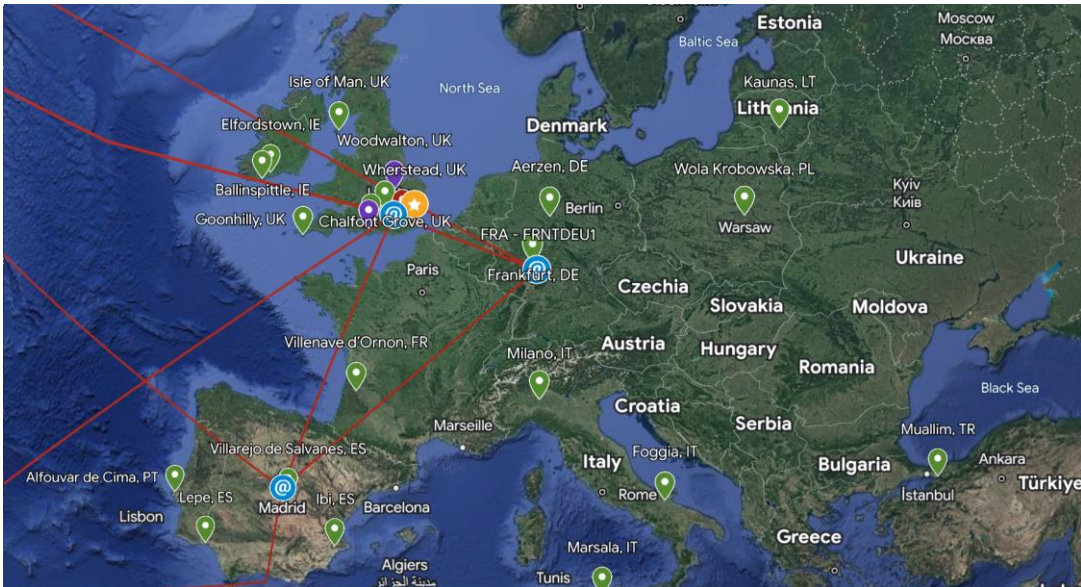 Moscow
Москва
Estonia
Baltic Sea
Isle of Man, UK
North Sea
Kaunas, LT
Lithuania
Elfordstown, IE
Denmark
Woodwalton, UK
Wherstead, UK
Aerzen, DE
Wola Krobowska, PL
Ballinspittle, IE
Berlin
Kyiv
Київ
Goonhilly, UK
Chalfont Grove, UK
Warsaw
FRA - FRNTDEU1
Frankfurt, DE
Ukraine
Paris
Czechia
Slovakia
Moldova
Villenave d'Ornon, FR
Milano, IT
Austria
Hungary
Romania
Black Sea
Croatia
Marseille
Serbia
Muallim, TR
Villarejo de Salvanes, ES
Italy
Foggia, IT
Bulgaria
Ankara
Alfouvar de Cima, PT
Lepe, ES
Ibi, ES
Rome
İstanbul
Türkiye
Lisbon
Madrid
Barcelona
Greece
Marsala, IT
Algiers
مدينة الجزائر
Tunis